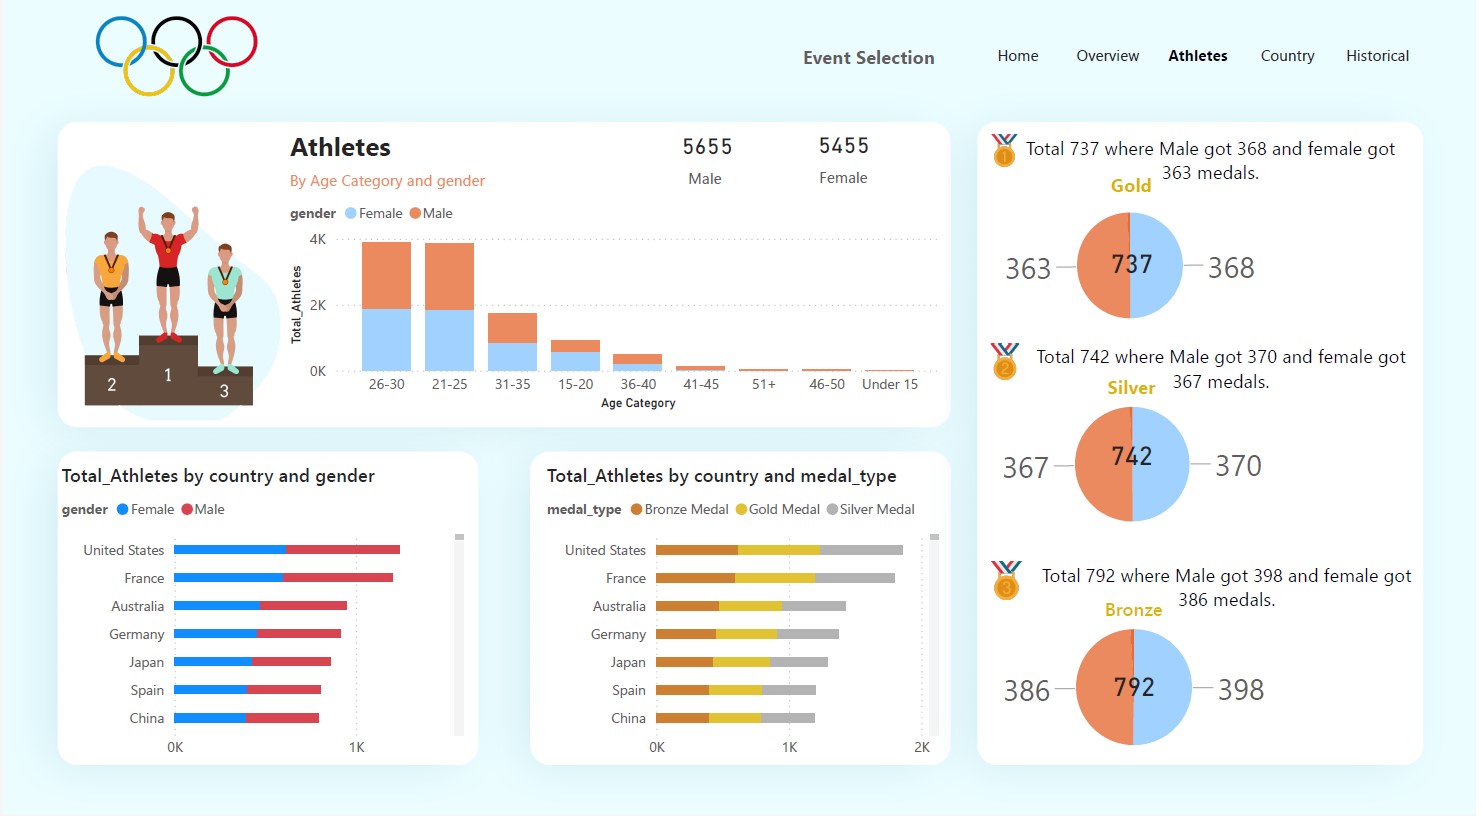 Event Selection
Home Overview Athletes Country Historical
Athletes
By Age Category and gender
5655
Male
5455
Female
gender Female Male
Total_Athletes
4K
2K
0K
26-30 21-25 31-35 15-20 36-40 41-45 51+ 46-50 Under 15
Age Category
2 1 3
Total_Athletes by country and gender
gender Female Male
United States
France
Australia
Germany
Japan
Spain
China
0K 1K
Total_Athletes by country and medal_type
medal_type Bronze Medal Gold Medal Silver Medal
United States
France
Australia
Germany
Japan
Spain
China
0K 1K 2K
1
Total 737 where Male got 368 and female got
363 medals.
Gold
363 737 368
2
Total 742 where Male got 370 and female got
367 medals.
Silver
367 742 370
3
Total 792 where Male got 398 and female got
386 medals.
Bronze
386 792 398